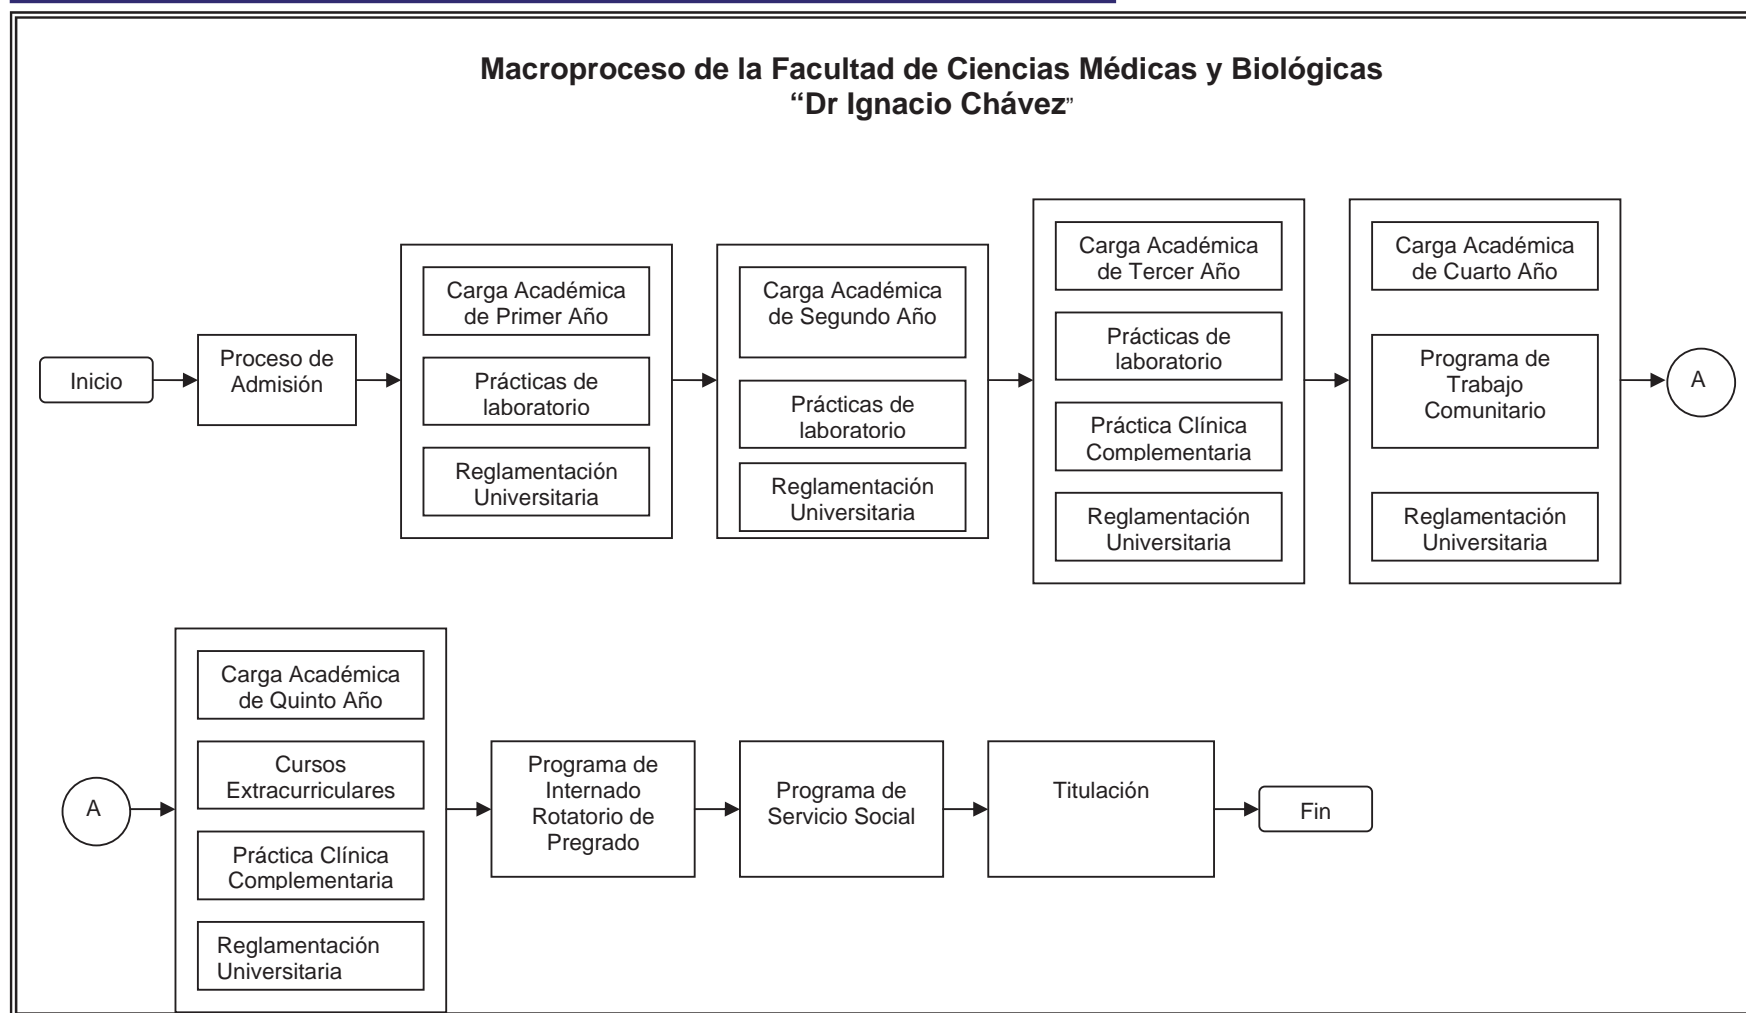 Macroproceso de la Facultad de Ciencias Médicas y Biológicas
“Dr Ignacio Chávez”
Inicio
Proceso de
Admisión
Carga Académica
de Primer Año
Prácticas de
laboratorio
Reglamentación
Universitaria
Carga Académica
de Segundo Año
Prácticas de
laboratorio
Reglamentación
Universitaria
Carga Académica
de Tercer Año
Prácticas de
laboratorio
Práctica Clínica
Complementaria
Reglamentación
Universitaria
Carga Académica
de Cuarto Año
Programa de
Trabajo
Comunitario
Reglamentación
Universitaria
A
A
Carga Académica
de Quinto Año
Cursos
Extracurriculares
Práctica Clínica
Complementaria
Reglamentación
Universitaria
Programa de
Internado
Rotatorio de
Pregrado
Programa de
Servicio Social
Titulación
Fin